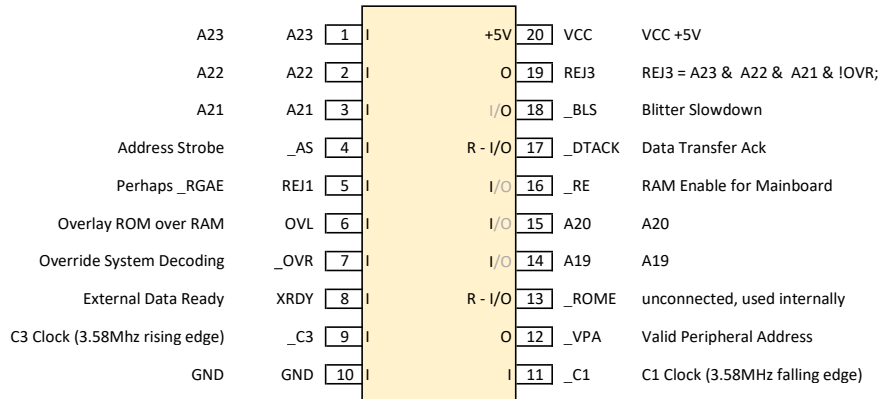 A23 A23 1 I +5V 20 VCC VCC +5V
A22 A22 2 I O 19 REJ3 REJ3 = A23 & A22 & A21 & !OVR;
A21 A21 3 I I/O 18 _BLS Blitter Slowdown
Address Strobe _AS 4 I R - I/O 17 _DTACK Data Transfer Ack
Perhaps _RGAE REJ1 5 I I/O 16 _RE RAM Enable for Mainboard
Overlay ROM over RAM OVL 6 I I/O 15 A20 A20
Override System Decoding _OVR 7 I I/O 14 A19 A19
External Data Ready XRDY 8 I R - I/O 13 _ROME unconnected, used internally
C3 Clock (3.58Mhz rising edge) _C3 9 I O 12 _VPA Valid Peripheral Address
GND GND 10 I I 11 _C1 C1 Clock (3.58MHz falling edge)